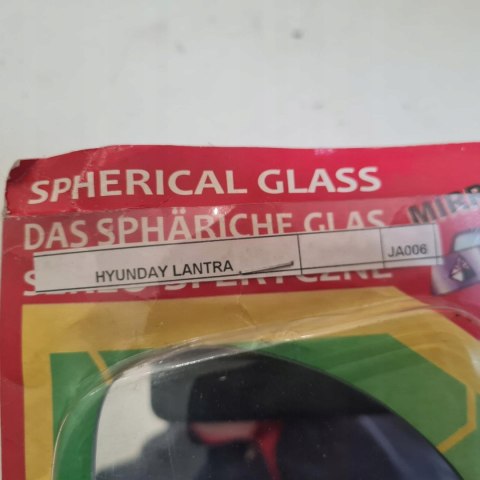 SPHERICAL GLASS
DAS SPHÄRICHE GLAS
HYUNDAY LANTRA
JA006